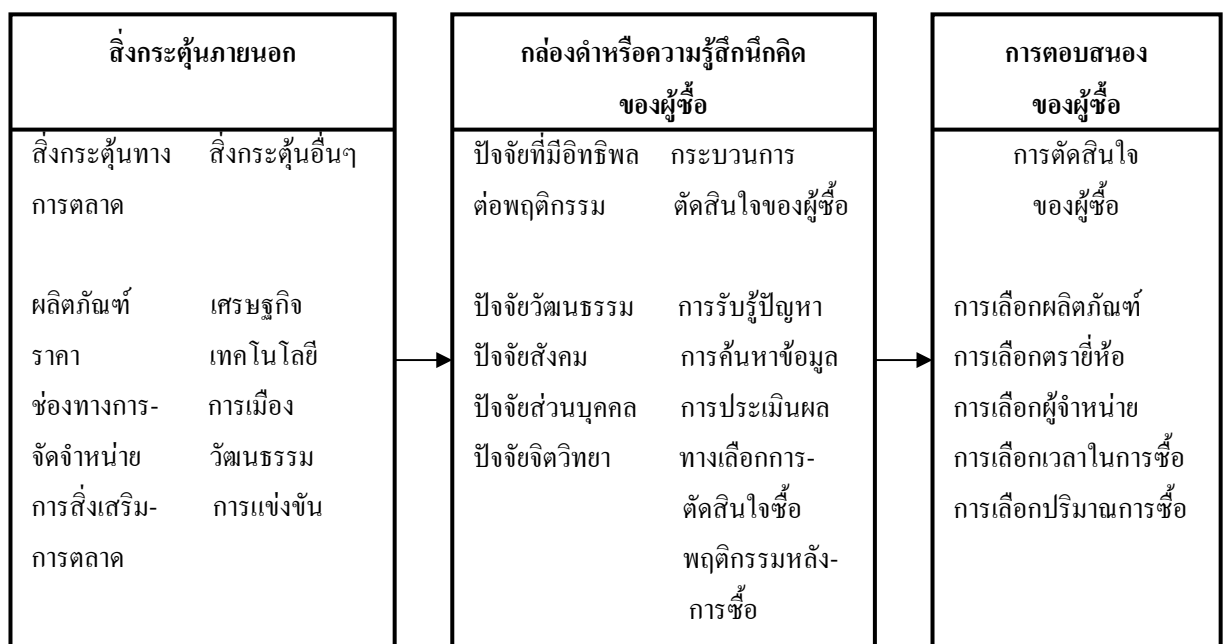 สิ่งกระตุ้นภายนอก
สิ่งกระตุ้นทาง สิ่งกระตุ้นอื่นๆ
การตลาด
ผลิตภัณฑ์ เศรษฐกิจ
ราคา เทคโนโลยี
ช่องทางการ- การเมือง
จัดจำหน่าย วัฒนธรรม
การสิ่งเสริม- การแข่งขัน
การตลาด
กล่องดำหรือความรู้สึกนึกคิด
ของผู้ซื้อ
ปัจจัยที่มีอิทธิพล กระบวนการ
ต่อพฤติกรรม ตัดสินใจของผู้ซื้อ
ปัจจัยวัฒนธรรม การรับรู้ปัญหา
ปัจจัยสังคม การค้นหาข้อมูล
ปัจจัยส่วนบุคคล การประเมินผล
ปัจจัยจิตวิทยา ทางเลือกการ-
ตัดสินใจซื้อ
พฤติกรรมหลัง-
การซื้อ
การตอบสนอง
ของผู้ซื้อ
การตัดสินใจ
ของผู้ซื้อ
การเลือกผลิตภัณฑ์
การเลือกตรายี่ห้อ
การเลือกผู้จำหน่าย
การเลือกเวลาในการซื้อ
การเลือกปริมาณการซื้อ